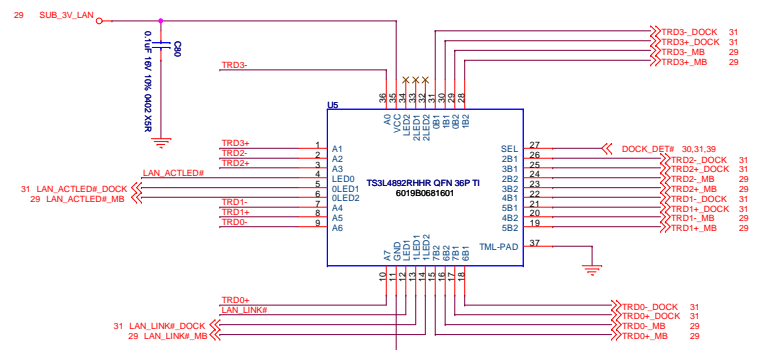 29 SUB_3V_LAN
C80
0.1uF 16V 10% 0402 X5R
TRD3-_DOCK 31
TRD3+_DOCK 31
TRD3-_MB 29
TRD3+_MB 29
TRD3-
36 35 34 33 32 31 30 29 28
U5
A0 VCC LED2 2LED1 2LED2 0B1 1B1 0B2 1B2
TRD3+ 1 A1
TRD2- 2 A2
TRD2+ 3 A3
LAN_ACTLED# 4 LED0
31 LAN_ACTLED#_DOCK 5 0LED1
29 LAN_ACTLED#_MB 6 0LED2
TRD1- 7 A4
TRD1+ 8 A5
TRD0- 9 A6
TS3L4892RHHR QFN 36P TI
6019B0681601
SEL 27 DOCK_DET# 30,31,39
2B1 26 TRD2-_DOCK 31
3B1 25 TRD2+_DOCK 31
2B2 24 TRD2-_MB 29
3B2 23 TRD2+_MB 29
4B1 22 TRD1-_DOCK 31
5B1 21 TRD1+_DOCK 31
4B2 20 TRD1-_MB 29
5B2 19 TRD1+_MB 29
TML-PAD 37
A7 GND LED1 1LED1 1LED2 7B2 6B2 7B1 6B1
10 11 12 13 14 15 16 17 18
TRD0+
LAN_LINK#
31 LAN_LINK#_DOCK
29 LAN_LINK#_MB
TRD0-_DOCK 31
TRD0+_DOCK 31
TRD0-_MB 29
TRD0+_MB 29